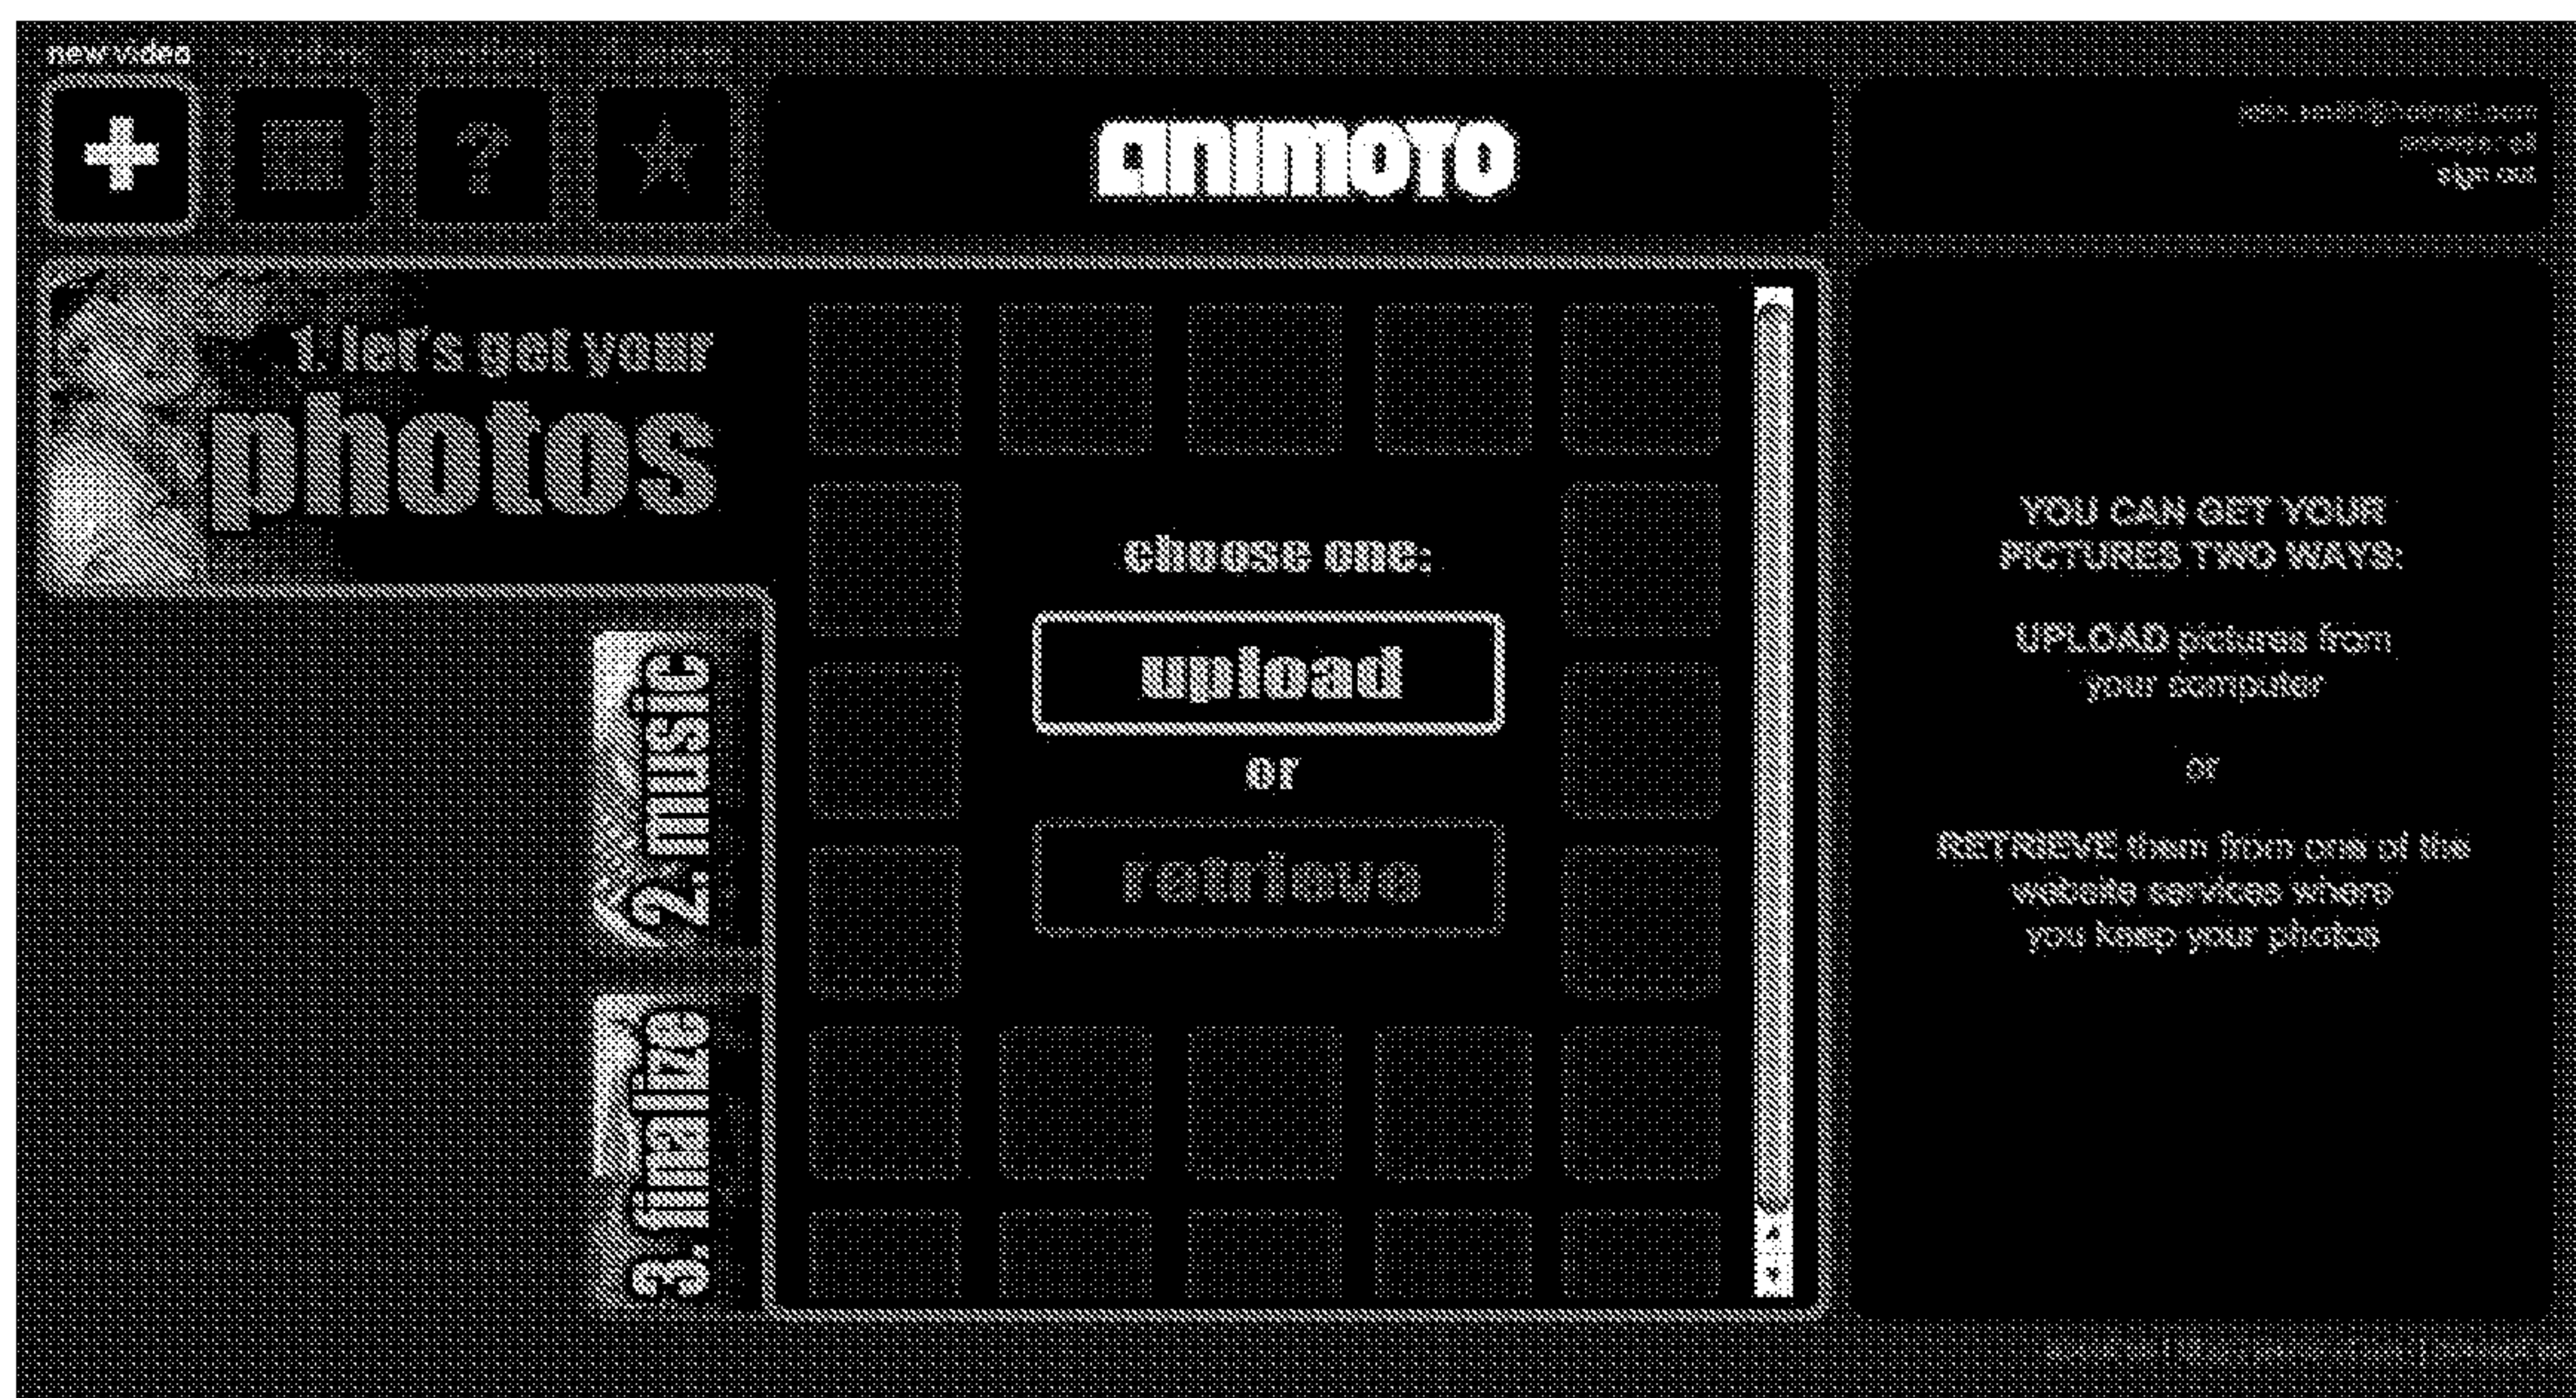 new video
animoto
sign out
1. let's get your
photos
choose one:
upload
or
retrieve
2. music
3. finalize
YOU CAN GET YOUR
PICTURES TWO WAYS:
UPLOAD pictures from
your computer
or
RETRIEVE them from one of the
website services where
you keep your photos